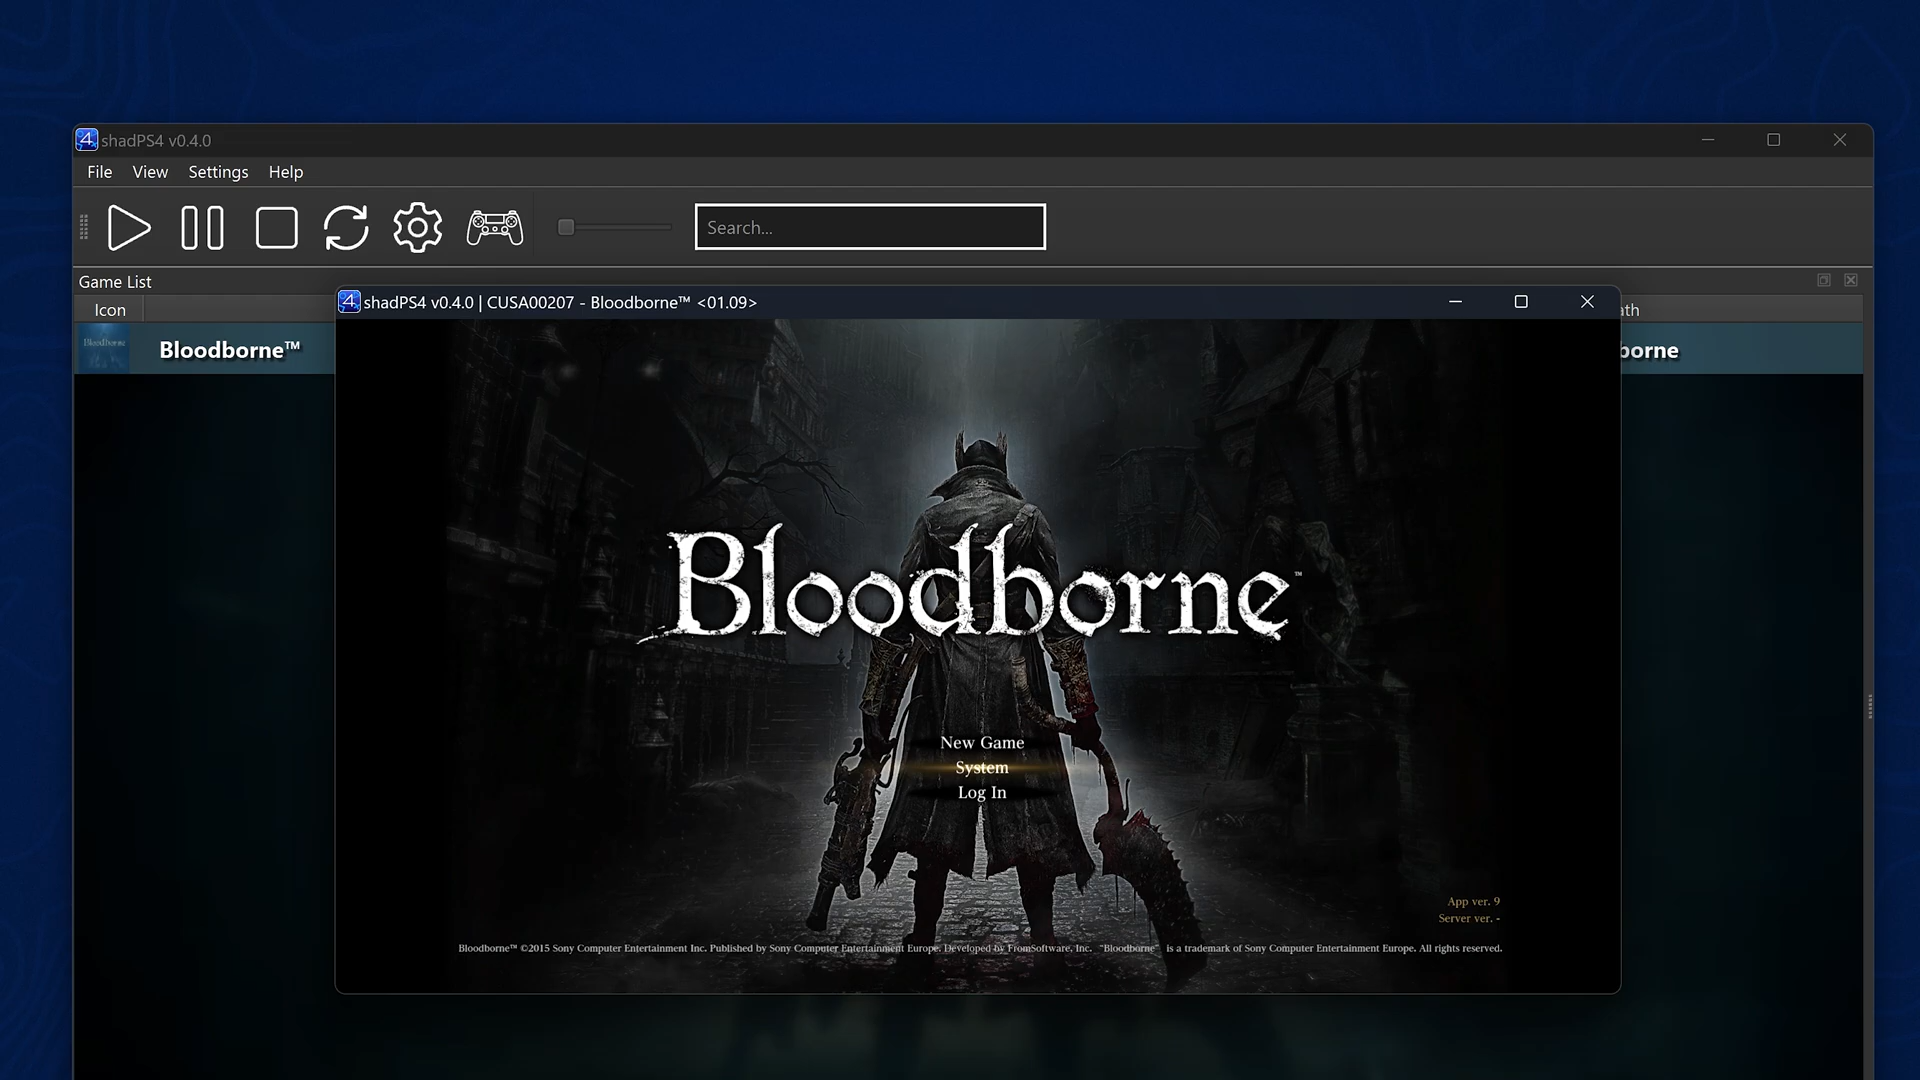 shadPS4 v0.4.0
File View Settings Help
Search...
Game List
Icon
ath
Bloodborne
Bloodborne™
borne
shadPS4 v0.4.0 | CUSA00207 - Bloodborne™ <01.09>
Bloodborne™
New Game
System
Log In
App ver. 9
Server ver. -
Bloodborne™ ©2015 Sony Computer Entertainment Inc. Published by Sony Computer Entertainment Europe. Developed by FromSoftware, Inc. "Bloodborne" is a trademark of Sony Computer Entertainment Europe. All rights reserved.